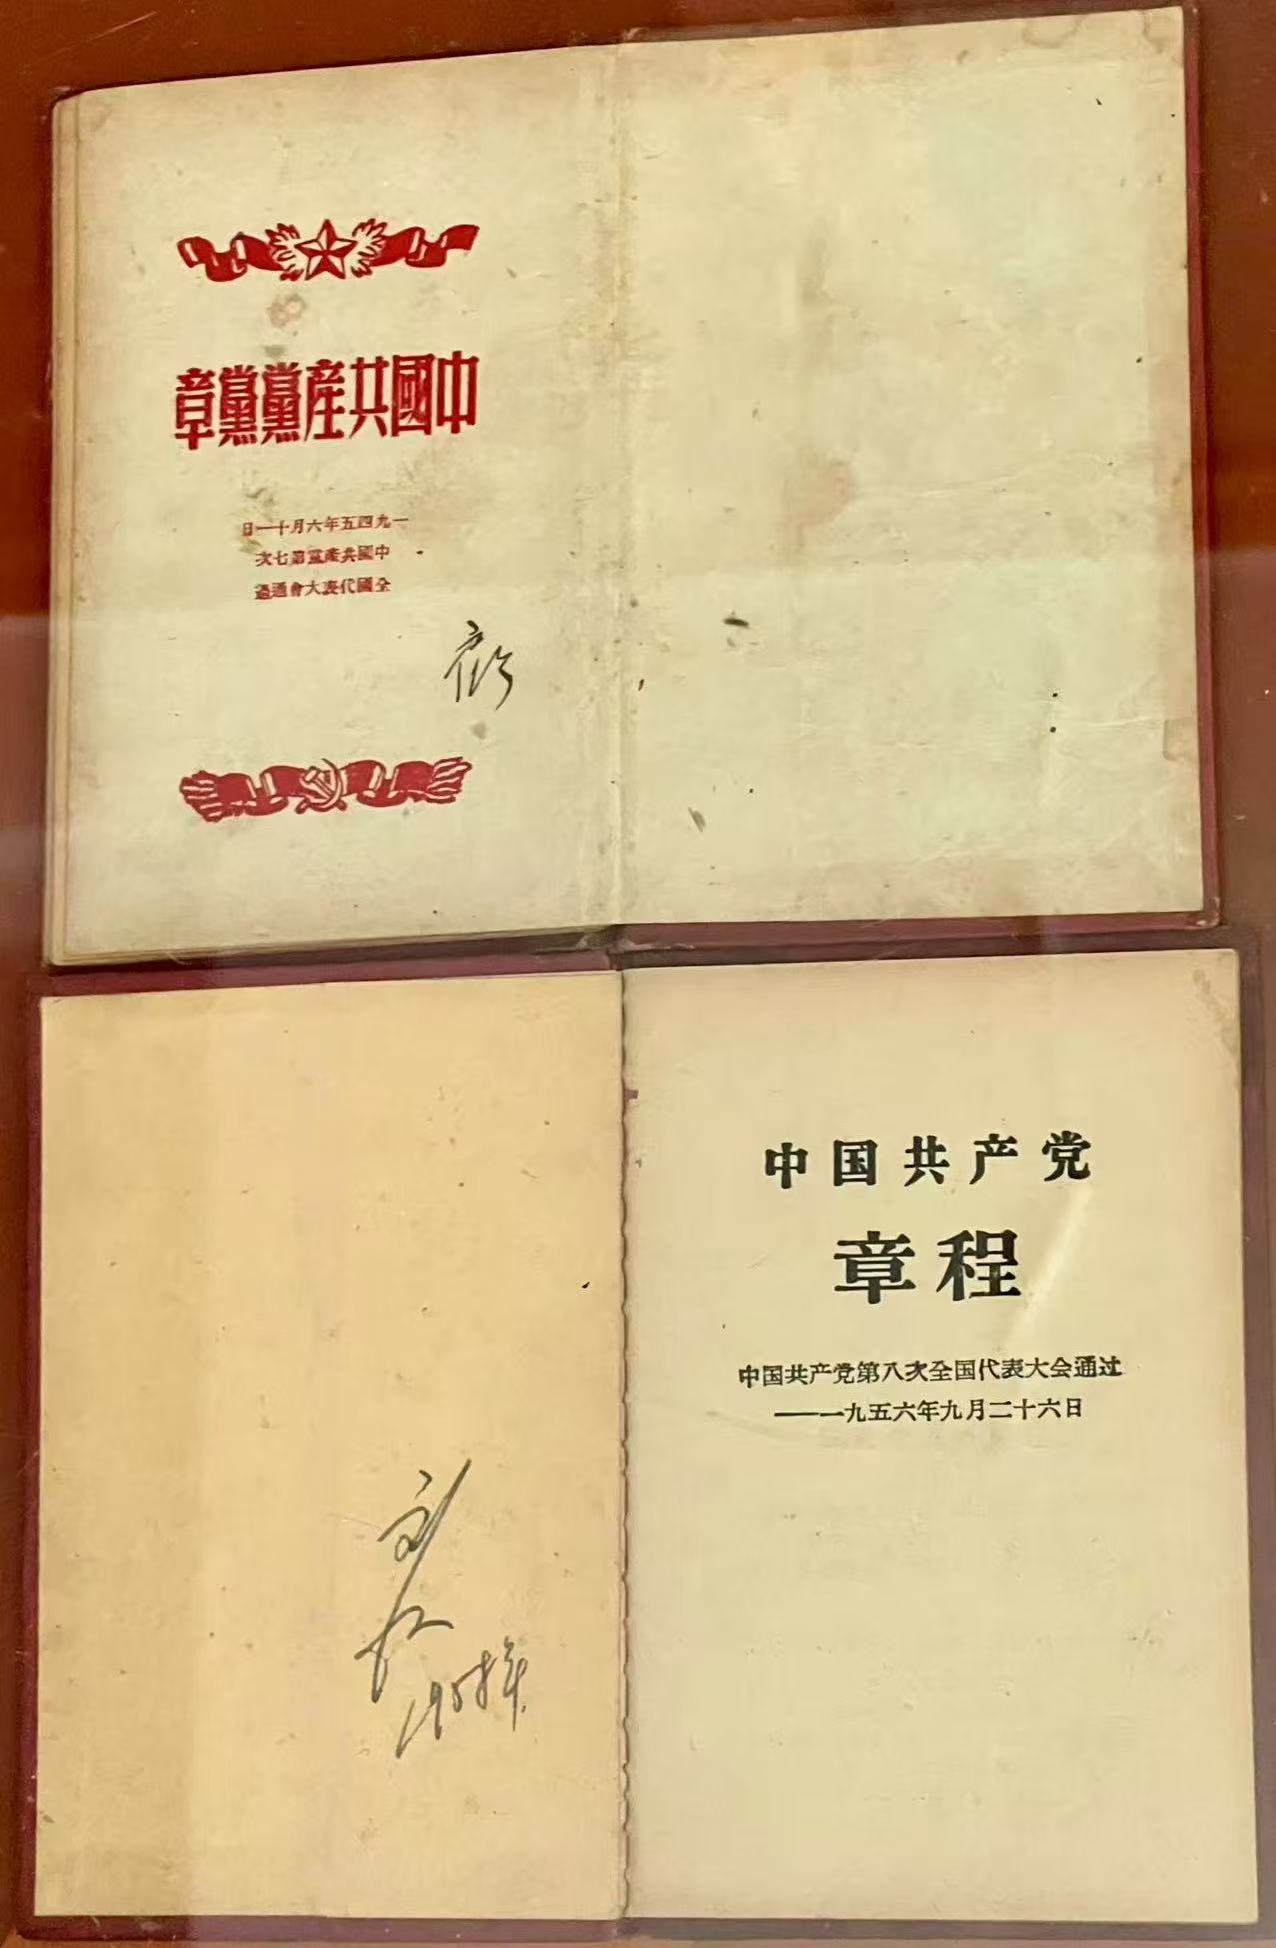 中國共産黨黨章
一九四五年六月十一日
中國共產黨第七次
全國代表大會通過
中国共产党
章程
中国共产党第八次全国代表大会通过
——一九五六年九月二十六日